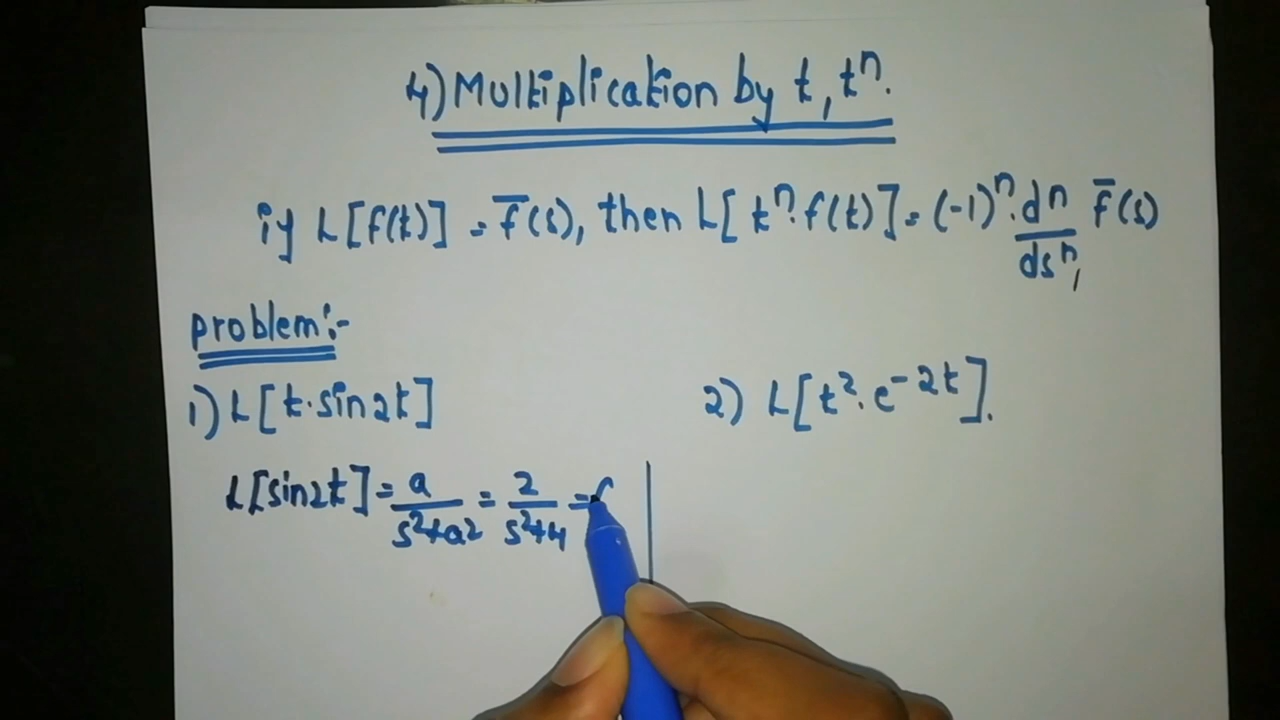 4) Multiplication by t, tⁿ.
if L[f(t)] = f̅(s), then L[tⁿ.f(t)] = (-1)ⁿ. dⁿ/dsⁿ, f̅(s)
problem:-
1) L[t.sin2t]
2) L[t².e⁻²ᵗ].
L[sin2t] = a/s²+a² = 2/s²+4 =